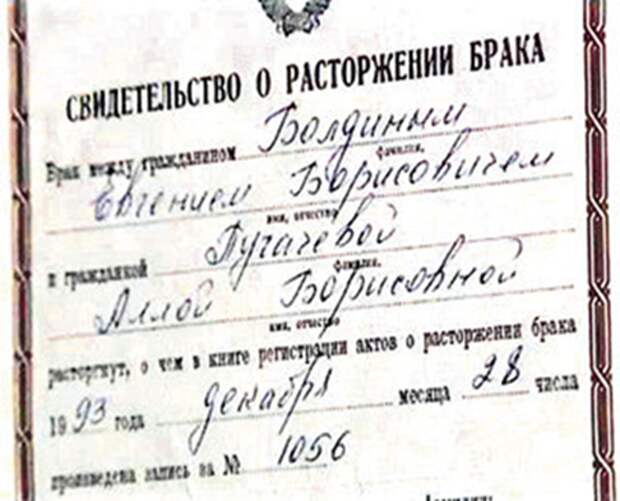 СВИДЕТЕЛЬСТВО О РАСТОРЖЕНИИ БРАКА
Брак между гражданином Болдиным
фамилия,
Евгением Борисовичем
имя, отчество
Пугачевой
и гражданкой
фамилия,
Аллой Борисовной
имя, отчество
расторгнут, о чем в книге регистрации актов о расторжении брака
1993 года декабря месяца 28 числа
произведена запись за № 1056